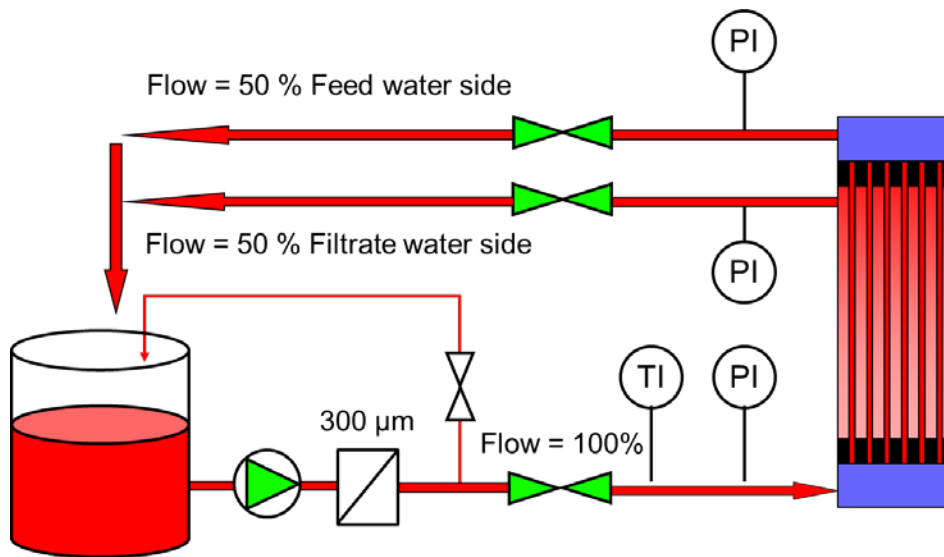 PI
Flow = 50 % Feed water side
Flow = 50 % Filtrate water side
PI
TI
PI
300 µm
Flow = 100%